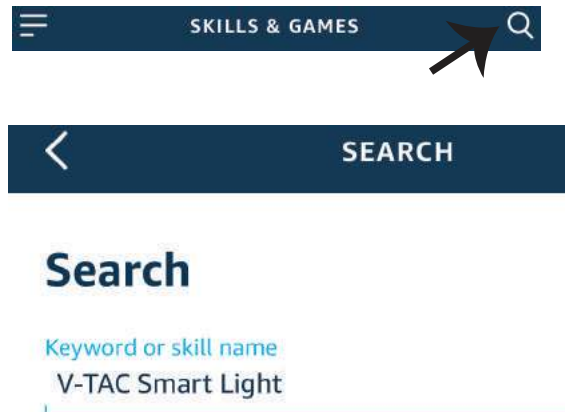 SKILLS & GAMES
SEARCH
Search
Keyword or skill name
V-TAC Smart Light